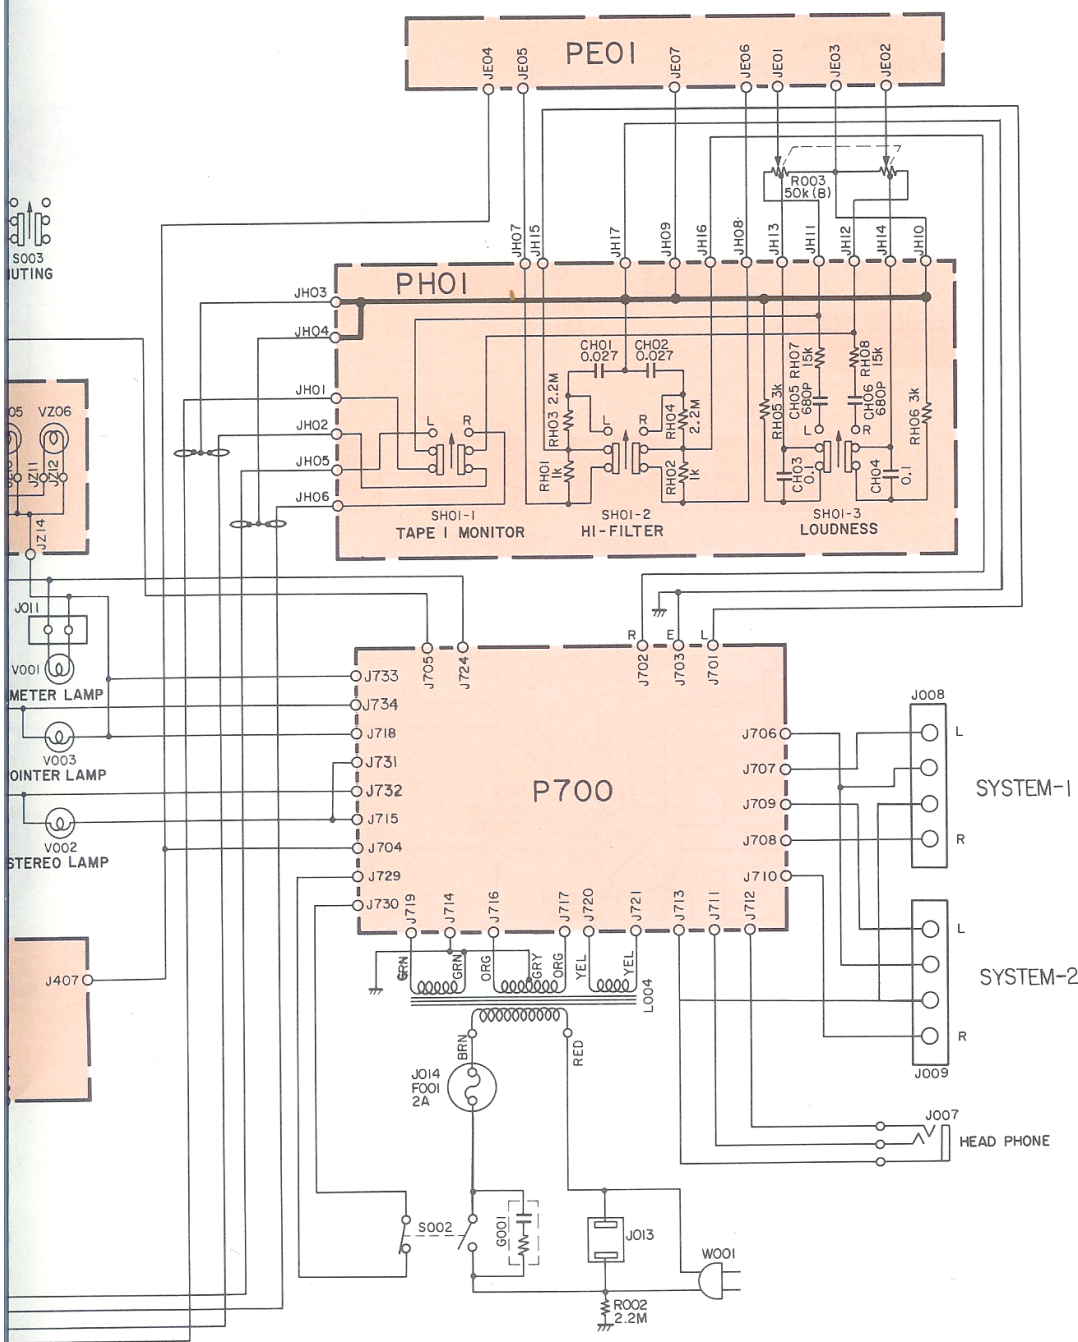 PE01
JE04
JE05
JE07
JE06
JE01
JE03
JE02
R003
50k(B)
S003
JH07
JH15
JH17
JH09
JH16
JH08
JH13
JH11
JH12
JH14
JH10
PH01
JH03
JH04
JH01
JH02
JH05
JH06
CH01
0.027
CH02
0.027
RH03 2.2M
RH04
2.2M
RH01
1k
RH02
1k
RH05 3k
RH07
15k
RH08
15k
CH05
680P
CH06
680P
RH06 3k
CH03
0.1
CH04
0.1
L R
L R
L R
SH01-1
TAPE 1 MONITOR
SH01-2
HI-FILTER
SH01-3
LOUDNESS
VZ06
JZ11
JZ12
JZ14
J011
V001
METER LAMP
V003
V002
STEREO LAMP
R E L
J705
J724
J702
J703
J701
J733
J734
J718
J731
J732
J715
J704
J729
J730
P700
J706
J707
J709
J708
J710
J719
J714
J716
J717
J720
J721
J713
J711
J712
J008
L
R
SYSTEM-1
L
R
SYSTEM-2
J009
J407
GRN
GRN
ORG
GRY
ORG
YEL
YEL
L004
BRN
RED
J014
F001
2A
J007
HEAD PHONE
S002
G001
J013
W001
R002
2.2M